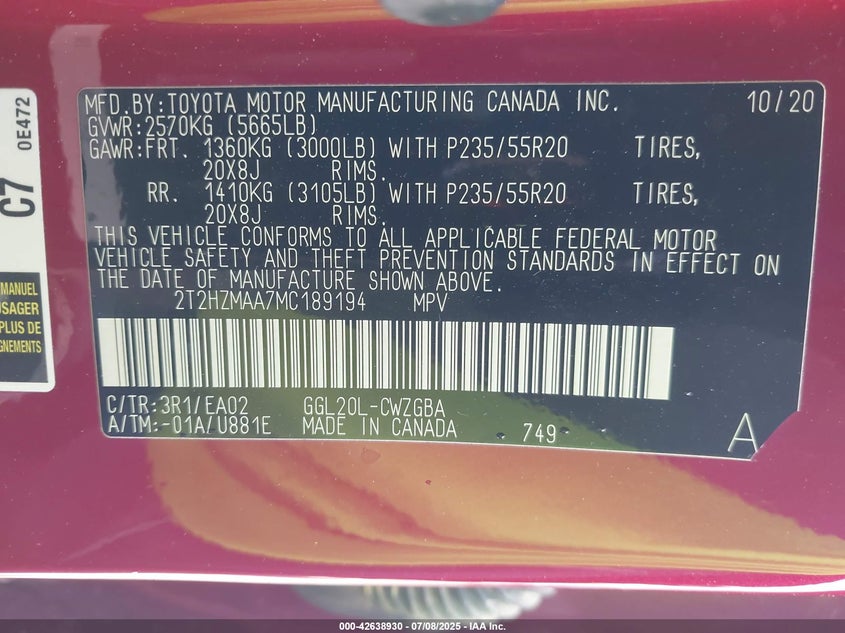 MFD.BY:TOYOTA MOTOR MANUFACTURING CANADA INC. 10/20
GVWR:2570KG (5665LB)
GAWR:FRT. 1360KG (3000LB) WITH P235/55R20 TIRES,
20X8J RIMS.
RR. 1410KG (3105LB) WITH P235/55R20 TIRES,
20X8J RIMS.
THIS VEHICLE CONFORMS TO ALL APPLICABLE FEDERAL MOTOR
VEHICLE SAFETY AND THEFT PREVENTION STANDARDS IN EFFECT ON
THE DATE OF MANUFACTURE SHOWN ABOVE.
2T2HZMAA7MC189194 MPV
C/TR:3R1/EA02 GGL20L-CWZGBA
A/TM:-01A/U881E MADE IN CANADA 749 A
C7 0E472
MANUEL
USAGER
PLUS DE
GNEMENTS
000-42638930 - 07/08/2025 - IAA Inc.